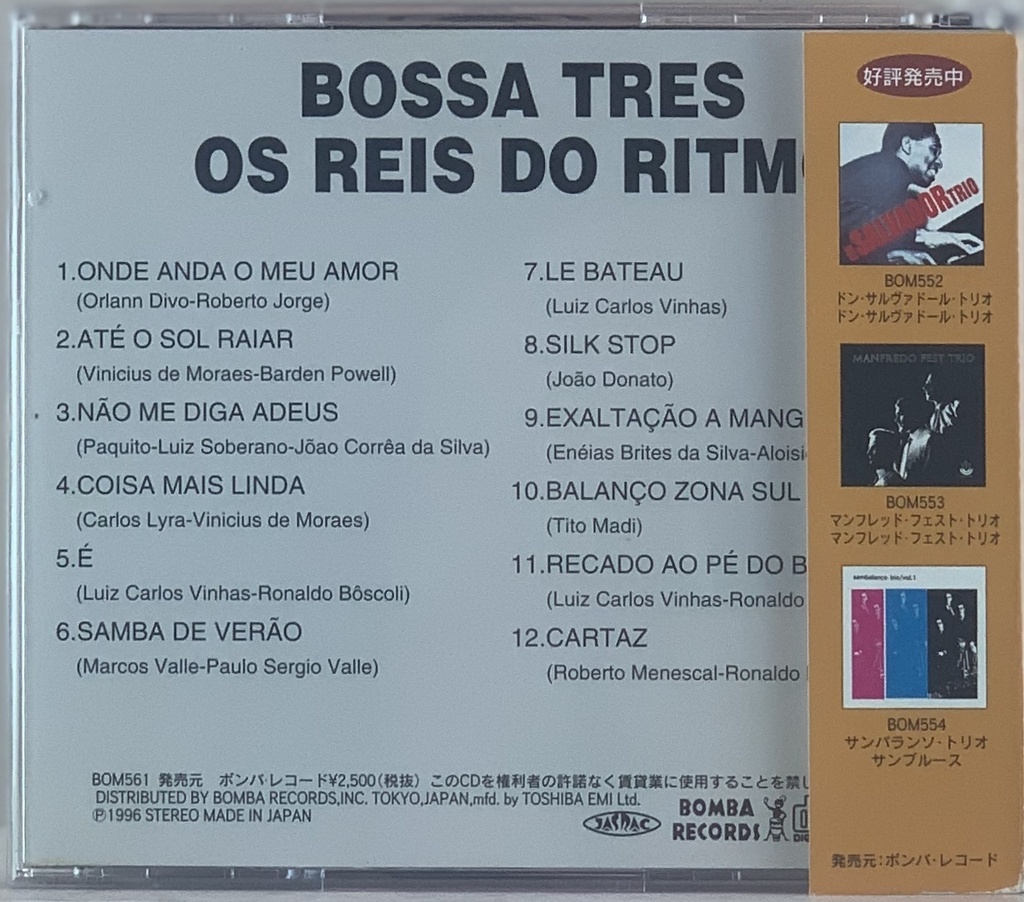 BOSSA TRES
OS REIS DO RITM
1.ONDE ANDA O MEU AMOR
(Orlann Divo-Roberto Jorge)
2.ATÉ O SOL RAIAR
(Vinicius de Moraes-Barden Powell)
3.NÃO ME DIGA ADEUS
(Paquito-Luiz Soberano-Jõao Corrêa da Silva)
4.COISA MAIS LINDA
(Carlos Lyra-Vinicius de Moraes)
5.É
(Luiz Carlos Vinhas-Ronaldo Bôscoli)
6.SAMBA DE VERÃO
(Marcos Valle-Paulo Sergio Valle)
7.LE BATEAU
(Luiz Carlos Vinhas)
8.SILK STOP
(João Donato)
9.EXALTAÇÃO A MANG
(Enéias Brites da Silva-Aloisi
10.BALANÇO ZONA SUL
(Tito Madi)
11.RECADO AO PÉ DO B
(Luiz Carlos Vinhas-Ronaldo
12.CARTAZ
(Roberto Menescal-Ronaldo
BOM561 発売元 ボンバ・レコード¥2,500(税抜) このCDを権利者の許諾なく賃貸業に使用することを禁し
DISTRIBUTED BY BOMBA RECORDS,INC. TOKYO,JAPAN,mfd. by TOSHIBA EMI Ltd.
℗1996 STEREO MADE IN JAPAN
JASRAC
BOMBA
RECORDS
好評発売中
SALVADOR TRIO
BOM552
ドン・サルヴァドール・トリオ
ドン・サルヴァドール・トリオ
MANFREDO FEST TRIO
BOM553
マンフレッド・フェスト・トリオ
マンフレッド・フェスト・トリオ
sambalanço trio/vol.1
BOM554
サンバランソ・トリオ
サンブルース
発売元：ボンバ・レコード